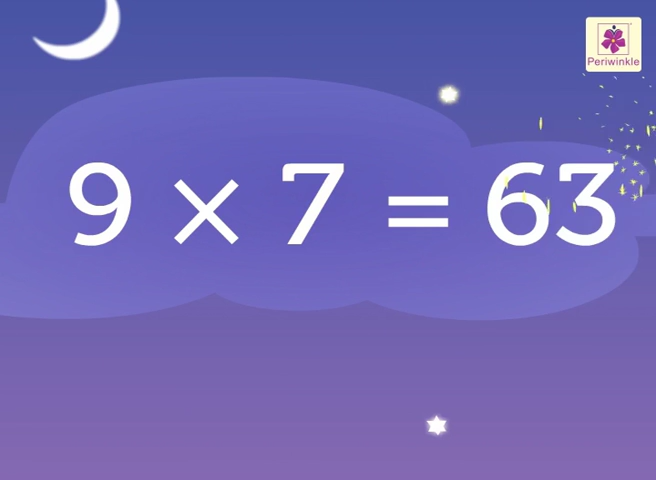 Periwinkle
9 × 7 = 63